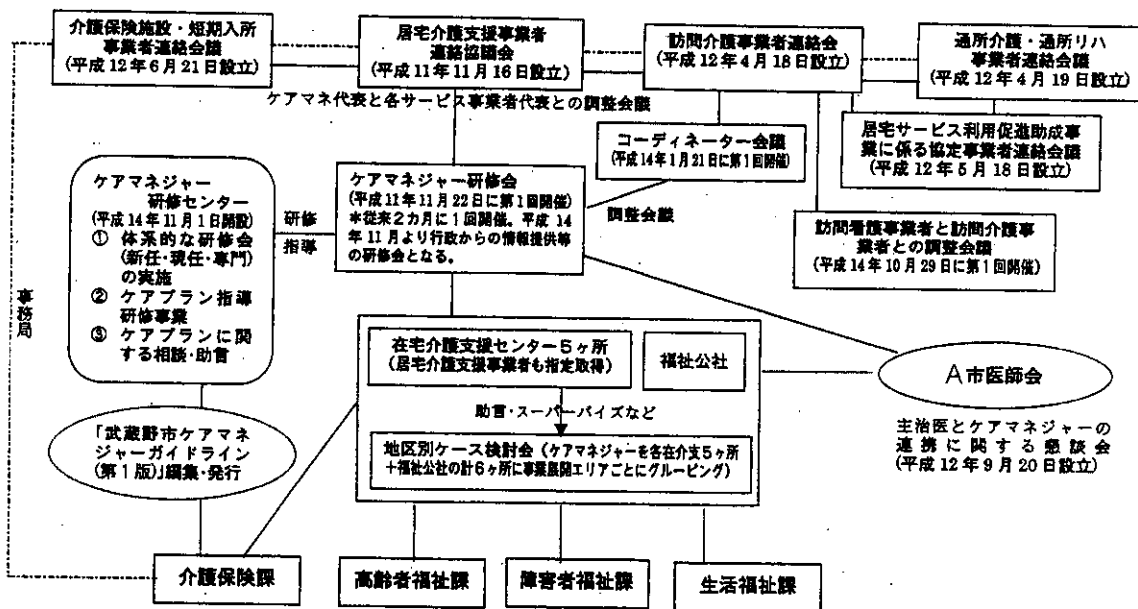 介護保険施設・短期入所
事業者連絡会議
(平成12年6月21日設立)
居宅介護支援事業者
連絡協議会
(平成11年11月16日設立)
訪問介護事業者連絡会
(平成12年4月18日設立)
通所介護・通所リハ
事業者連絡会議
(平成12年4月19日設立)
ケアマネ代表と各サービス事業者代表との調整会議
コーディネーター会議
(平成14年1月21日に第1回開催)
居宅サービス利用促進助成事
業に係る協定事業者連絡会議
(平成12年5月18日設立)
ケアマネジャー
研修センター
(平成14年11月1日開設)
① 体系的な研修会
(新任・現任・専門)
の実施
② ケアプラン指導
研修事業
③ ケアプランに関
する相談・助言
研修
指導
ケアマネジャー研修会
(平成11年11月22日に第1回開催)
*従来2カ月に1回開催。平成14
年11月より行政からの情報提供等
の研修会となる。
調整会議
訪問看護事業者と訪問介護事
業者との調整会議
(平成14年10月29日に第1回開催)
事務局
在宅介護支援センター5ヶ所
(居宅介護支援事業者も指定取得)
福祉公社
助言・スーパーバイズなど
地区別ケース検討会(ケアマネジャーを各在介支5ヶ所
+福祉公社の計6ヶ所に事業展開エリアごとにグルーピング)
A市医師会
主治医とケアマネジャーの
連携に関する懇談会
(平成12年9月20日設立)
「武蔵野市ケアマネ
ジャーガイドライン
(第1版)」編集・発行
介護保険課
高齢者福祉課
障害者福祉課
生活福祉課